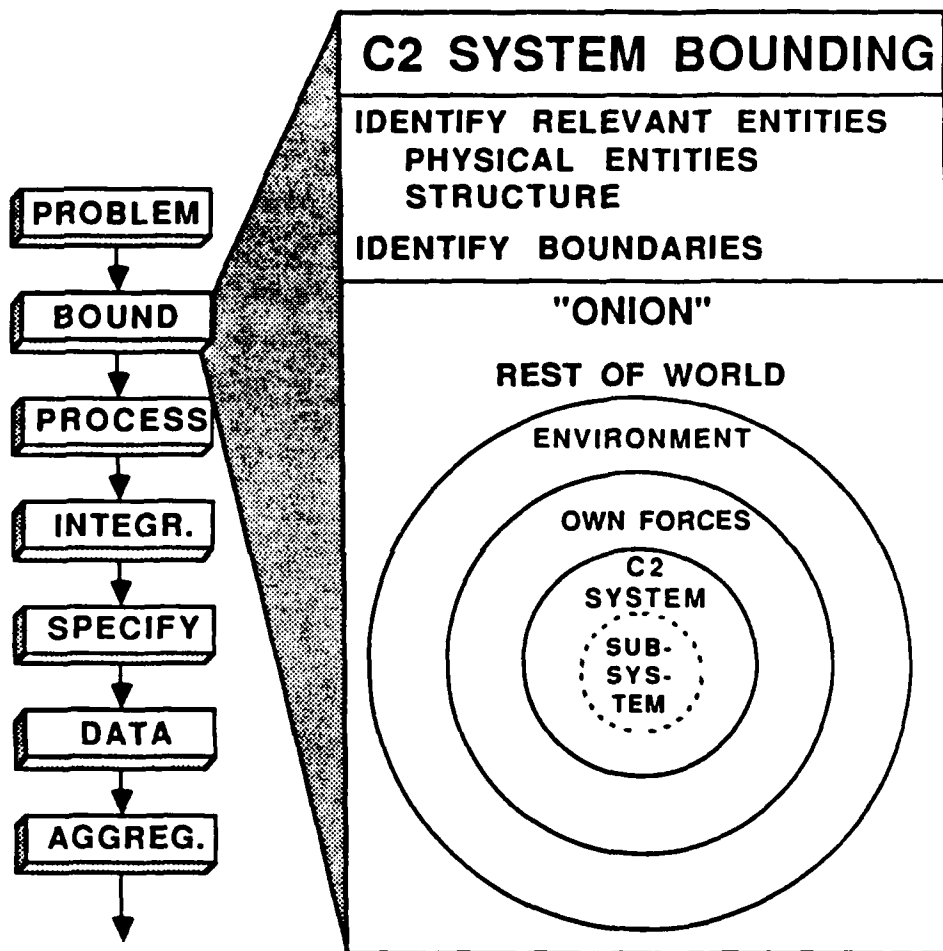 C2 SYSTEM BOUNDING
IDENTIFY RELEVANT ENTITIES
PHYSICAL ENTITIES
STRUCTURE
IDENTIFY BOUNDARIES
PROBLEM
BOUND
PROCESS
INTEGR.
SPECIFY
DATA
AGGREG.
"ONION"
REST OF WORLD
ENVIRONMENT
OWN FORCES
C2
SYSTEM
SUB-
SYS-
TEM